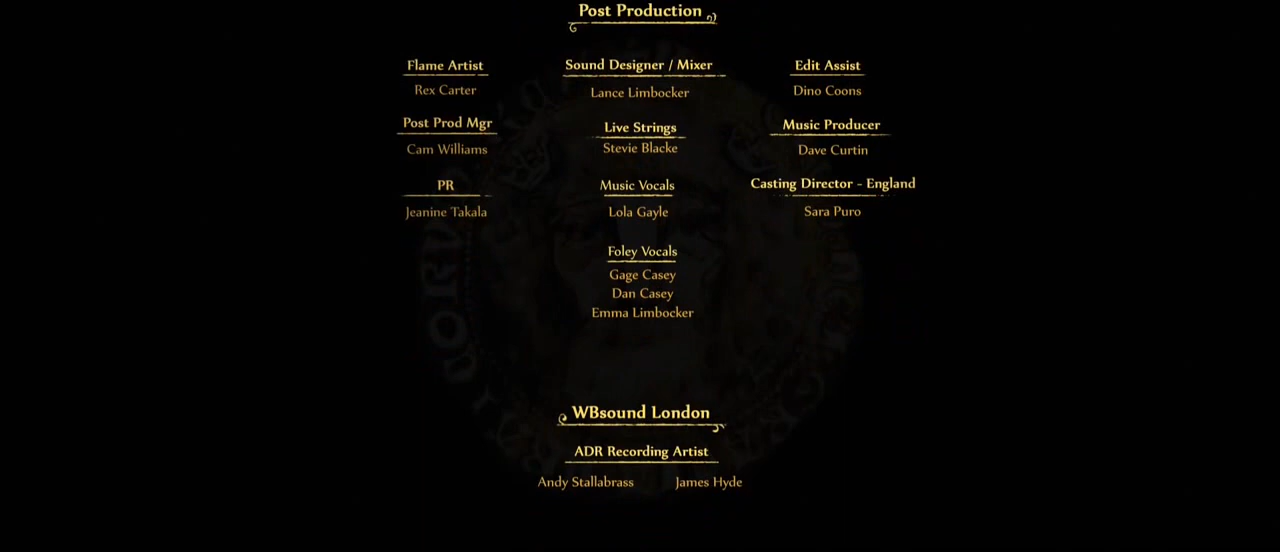 Post Production
Flame Artist
Rex Carter
Post Prod Mgr
Cam Williams
PR
Jeanine Takala
Sound Designer / Mixer
Lance Limbocker
Live Strings
Stevie Blacke
Music Vocals
Lola Gayle
Foley Vocals
Gage Casey
Dan Casey
Emma Limbocker
Edit Assist
Dino Coons
Music Producer
Dave Curtin
Casting Director - England
Sara Puro
WBsound London
ADR Recording Artist
Andy Stallabrass James Hyde